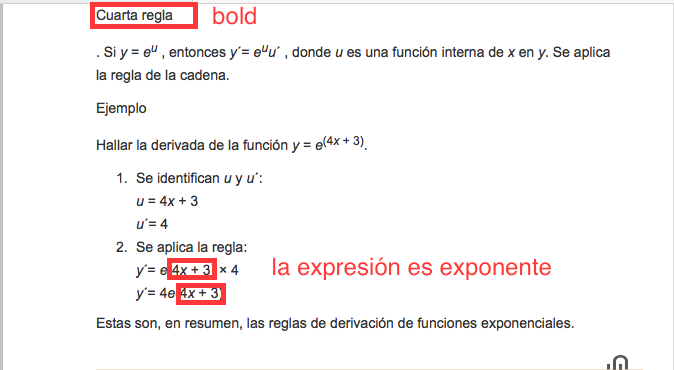 Cuarta regla bold
. Si y = eᵘ , entonces y´= eᵘu´ , donde u es una función interna de x en y. Se aplica
la regla de la cadena.
Ejemplo
Hallar la derivada de la función y = e⁽⁴ˣ ⁺ ³⁾.
1. Se identifican u y u´:
u = 4x + 3
u´= 4
2. Se aplica la regla:
y´= e(4x + 3) × 4 la expresión es exponente
y´= 4e(4x + 3)
Estas son, en resumen, las reglas de derivación de funciones exponenciales.